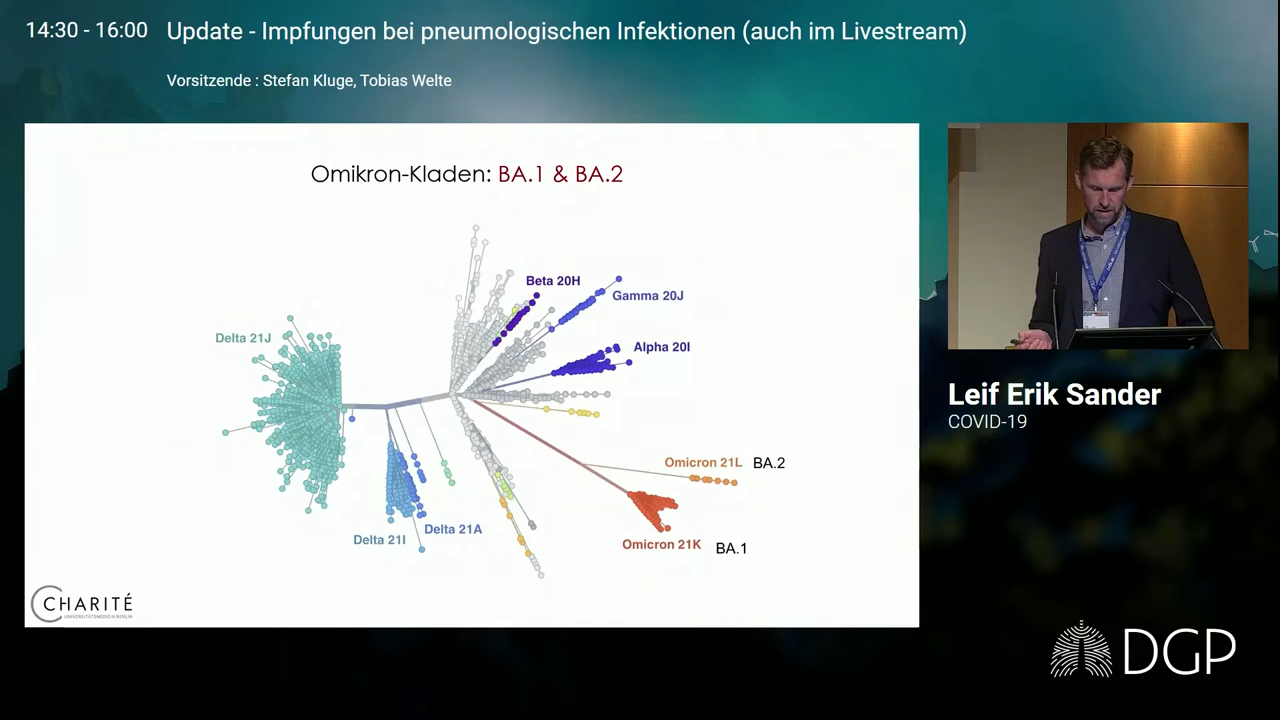 14:30 - 16:00 Update - Impfungen bei pneumologischen Infektionen (auch im Livestream)
Vorsitzende : Stefan Kluge, Tobias Welte
Omikron-Kladen: BA.1 & BA.2
Beta 20H
Gamma 20J
Delta 21J
Alpha 20I
Omicron 21L BA.2
Delta 21A
Delta 21I
Omicron 21K BA.1
CHARITÉ
UNIVERSITÄTSMEDIZIN BERLIN
Leif Erik Sander
COVID-19
DGP